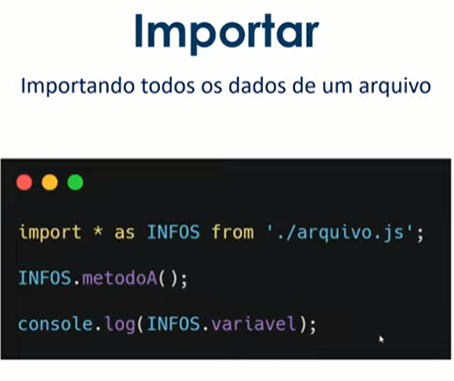 Importar
Importando todos os dados de um arquivo
import * as INFOS from './arquivo.js';
INFOS.metodoA();
console.log(INFOS.variavel);